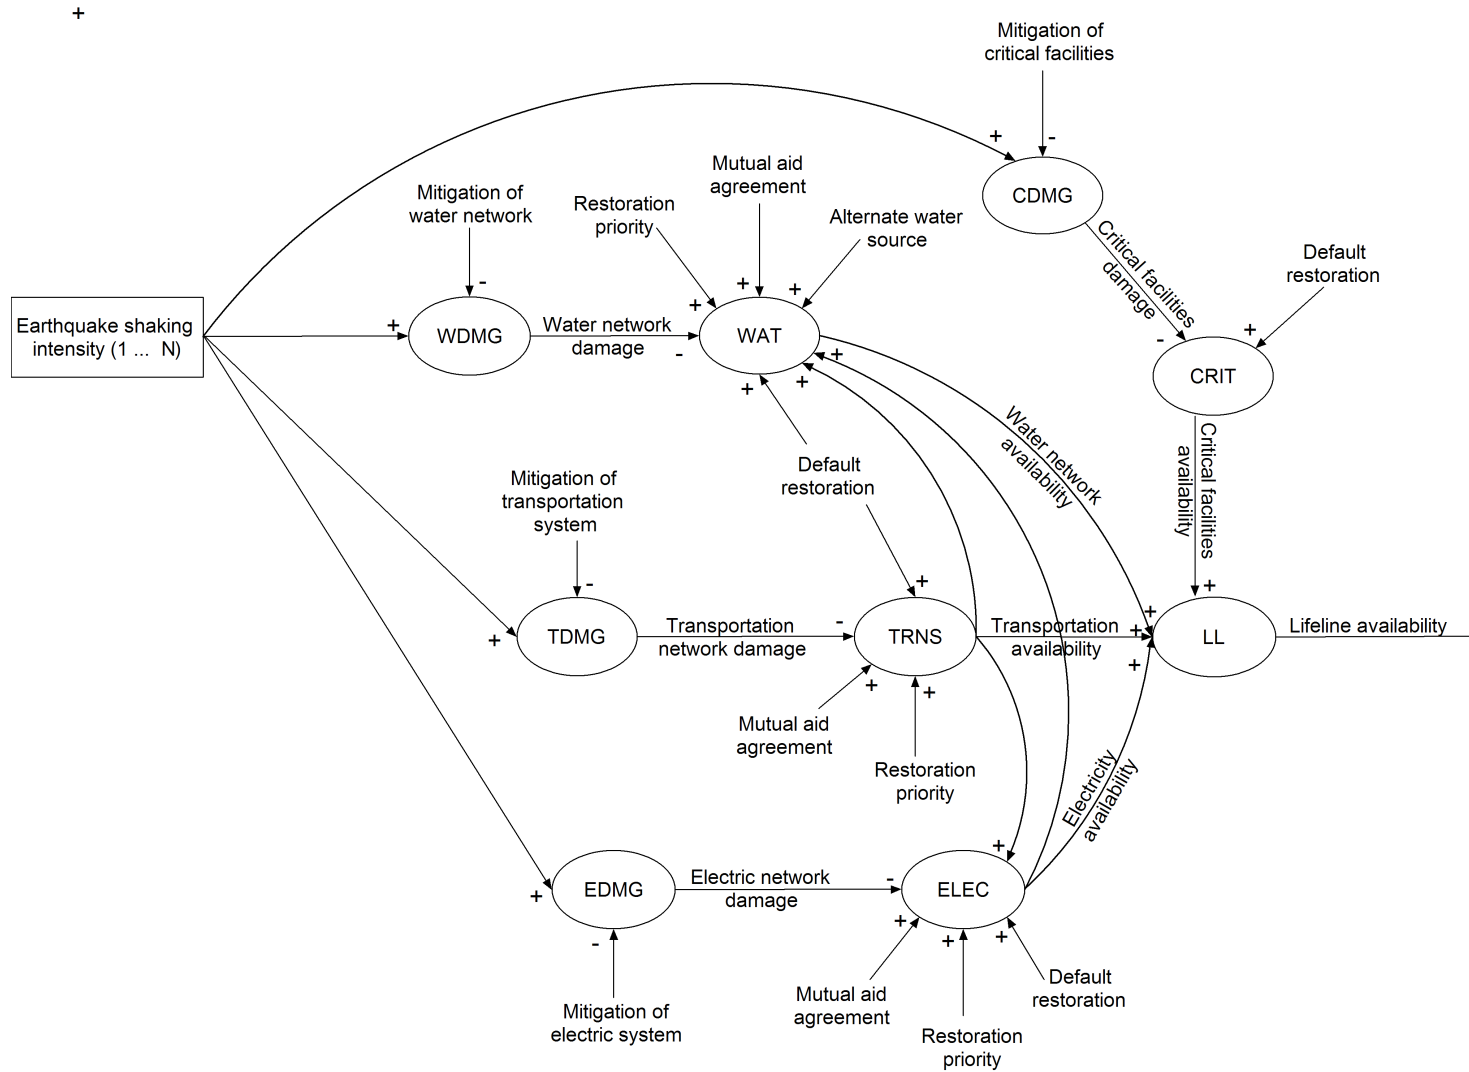 +
Mitigation of
critical facilities
+
-
CDMG
Mutual aid
agreement
Mitigation of
water network
Restoration
priority
Alternate water
source
Critical facilities
damage
Default
restoration
-
+
+
+
-
+
Earthquake shaking
intensity (1 ... N)
+
WDMG
Water network
damage
-
WAT
+
+
+
CRIT
Water network
availability
Critical facilities
availability
Default
restoration
Mitigation of
transportation
system
-
+
+
+
+
TDMG
Transportation
network damage
-
TRNS
Transportation
availability
+
+
LL
Lifeline availability
+
+
+
Mutual aid
agreement
Restoration
priority
Electricity
availability
+
+
EDMG
Electric network
damage
-
ELEC
-
+
+
+
Mitigation of
electric system
Mutual aid
agreement
Restoration
priority
Default
restoration